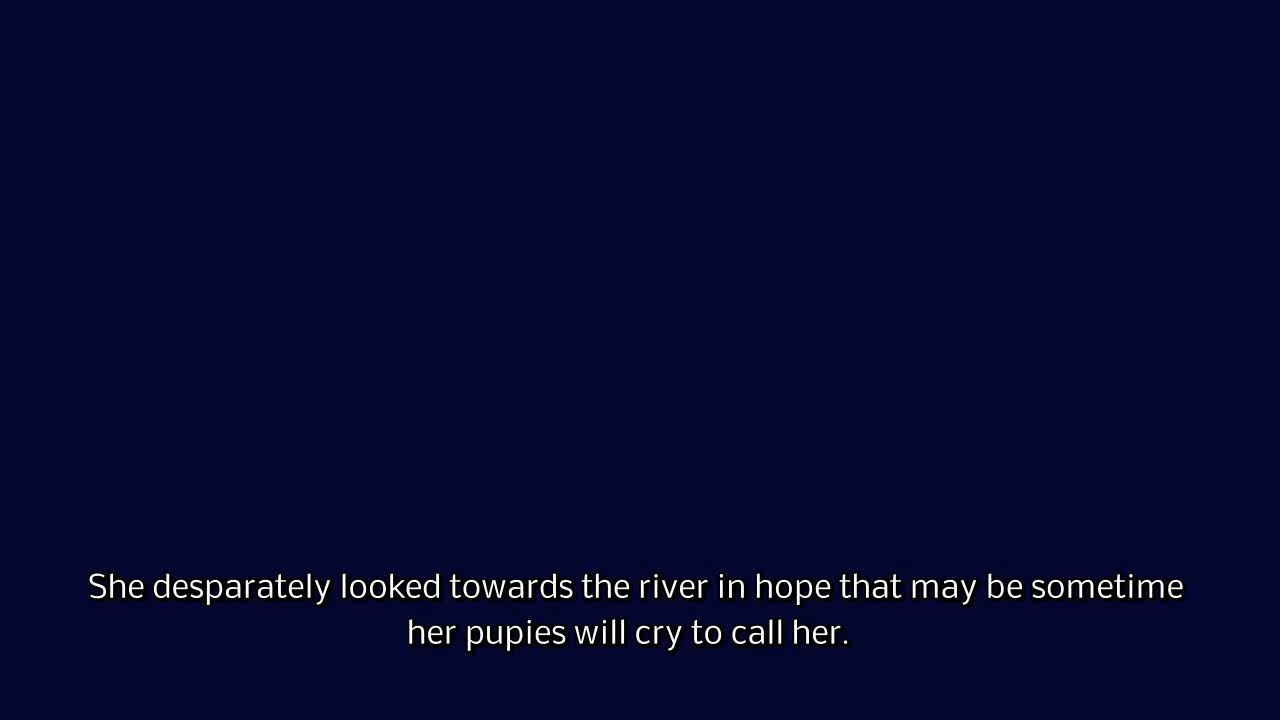 She desparately looked towards the river in hope that may be sometime
her pupies will cry to call her.